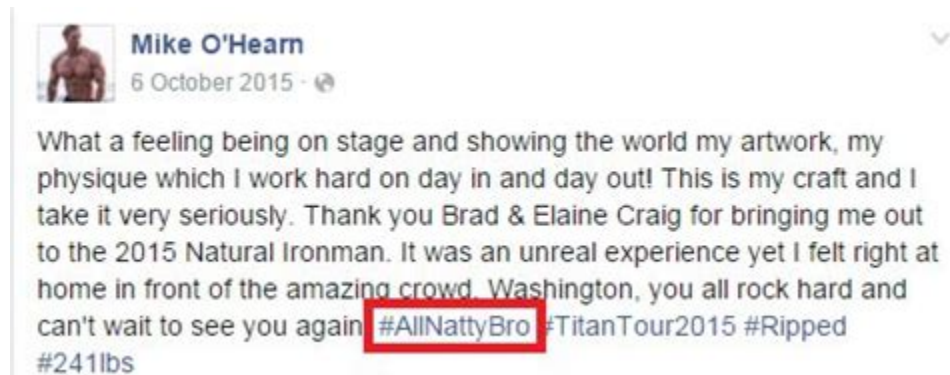 Mike O'Hearn
6 October 2015 ·
What a feeling being on stage and showing the world my artwork, my
physique which I work hard on day in and day out! This is my craft and I
take it very seriously. Thank you Brad & Elaine Craig for bringing me out
to the 2015 Natural Ironman. It was an unreal experience yet I felt right at
home in front of the amazing crowd. Washington, you all rock hard and
can't wait to see you again #AllNattyBro #TitanTour2015 #Ripped
#241lbs